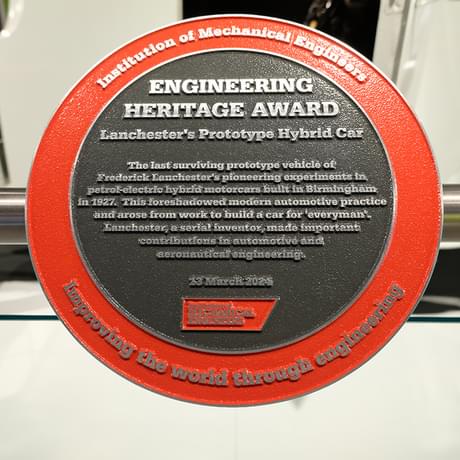 Institution of Mechanical Engineers
ENGINEERING
HERITAGE AWARD
Lanchester's Prototype Hybrid Car
The last surviving prototype vehicle of
Frederick Lanchester's pioneering experiments in
petrol-electric hybrid motorcars built in Birmingham
in 1927. This foreshadowed modern automotive practice
and arose from work to build a car for 'everyman'.
Lanchester, a serial inventor, made important
contributions in automotive and
aeronautical engineering.
23 March 2024
Improving the world through engineering